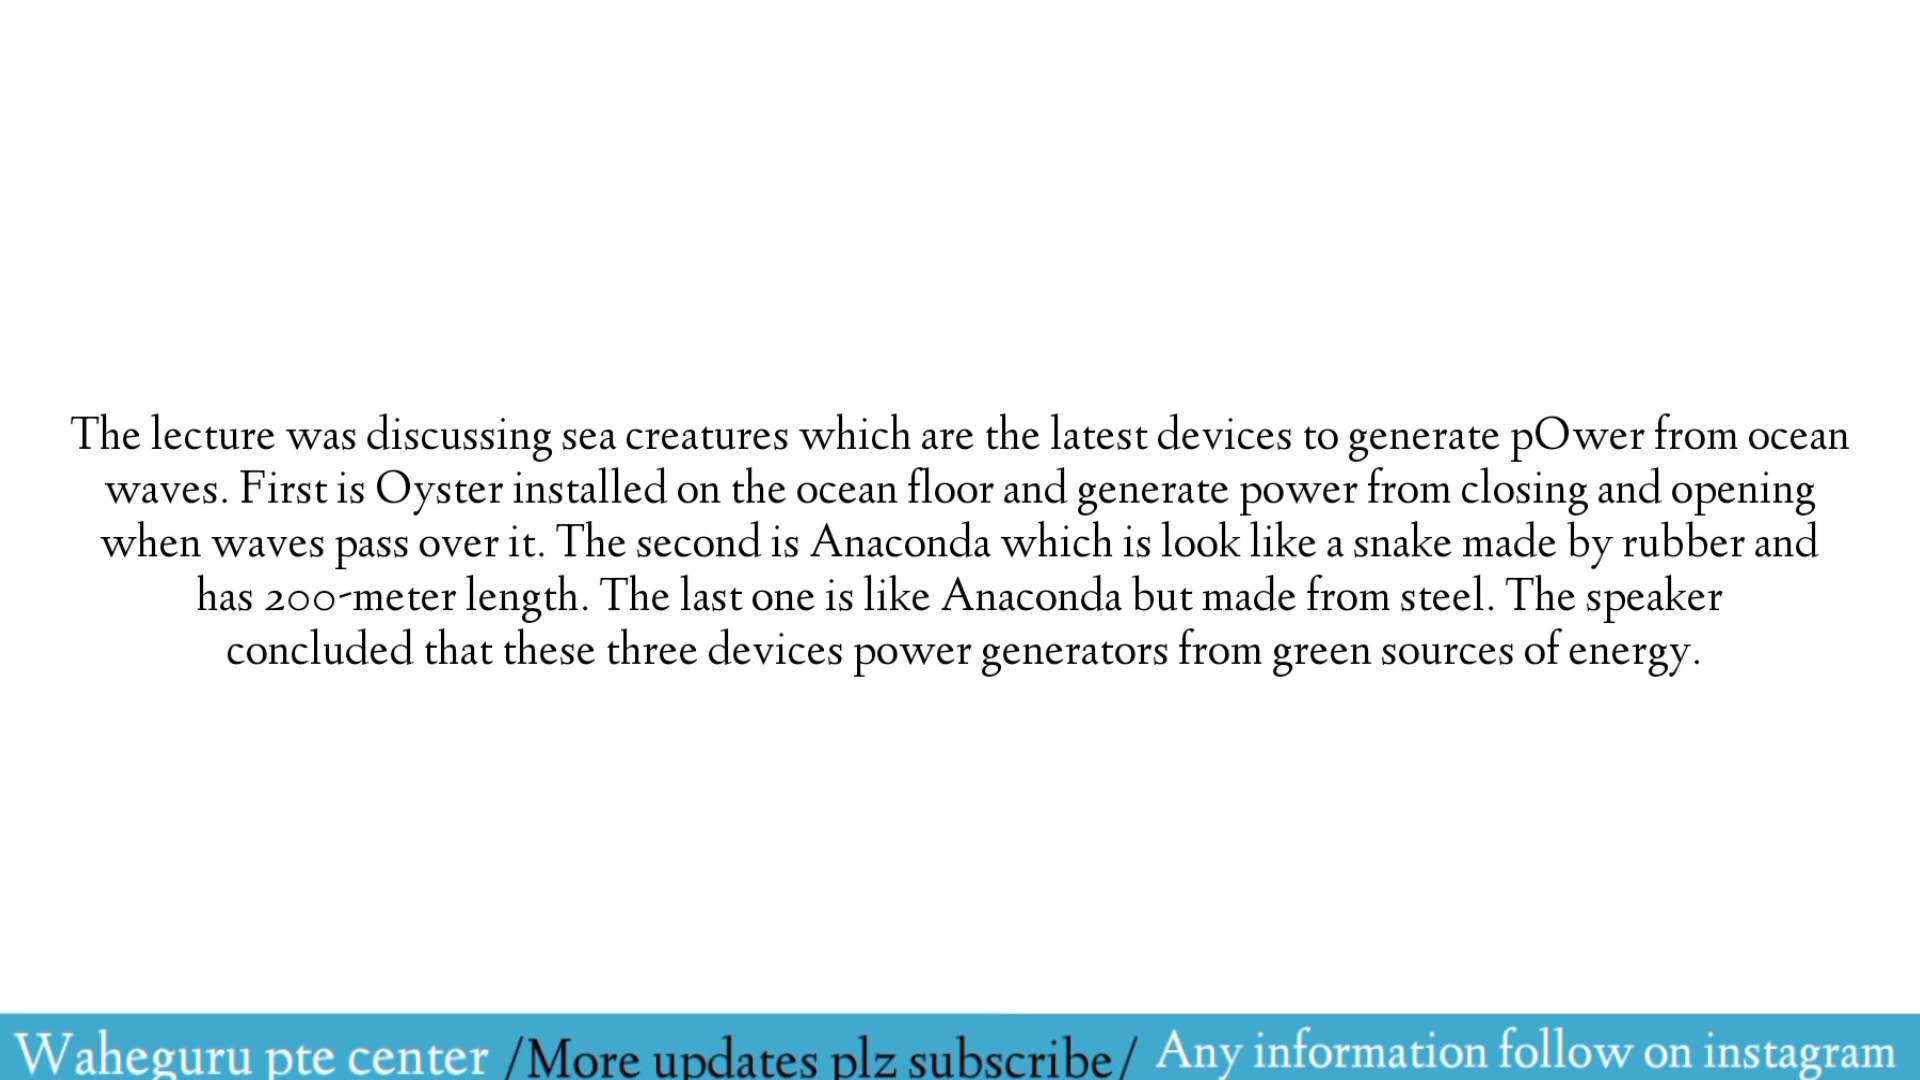 The lecture was discussing sea creatures which are the latest devices to generate pOwer from ocean
waves. First is Oyster installed on the ocean floor and generate power from closing and opening
when waves pass over it. The second is Anaconda which is look like a snake made by rubber and
has 200-meter length. The last one is like Anaconda but made from steel. The speaker
concluded that these three devices power generators from green sources of energy.
Waheguru pte center /More updates plz subscribe/ Any information follow on instagram